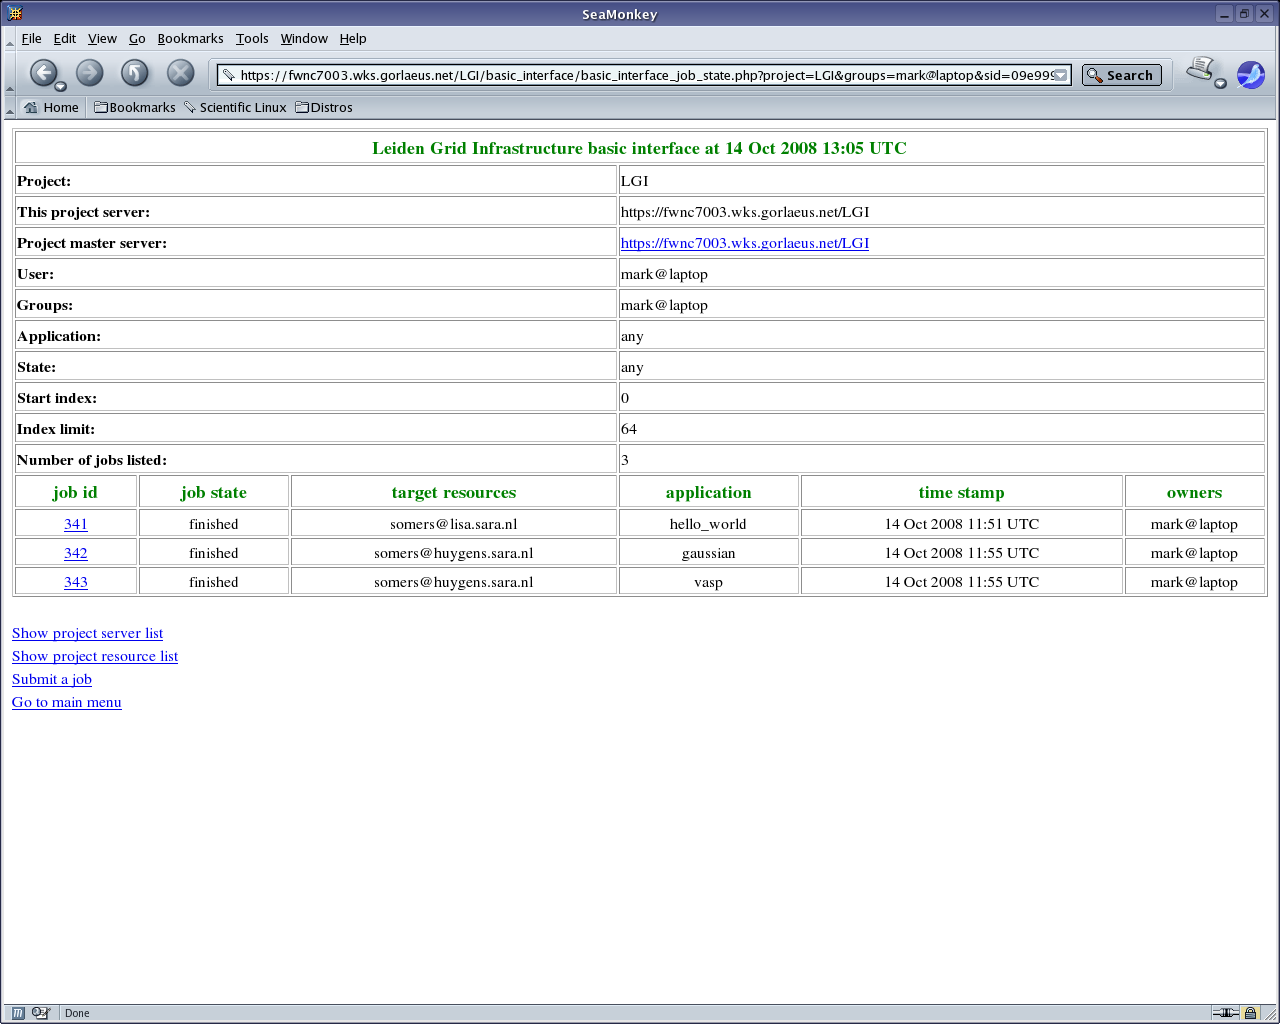 SeaMonkey
File Edit View Go Bookmarks Tools Window Help
https://fwnc7003.wks.gorlaeus.net/LGI/basic_interface/basic_interface_job_state.php?project=LGI&groups=mark@laptop&sid=09e999 Search
Home Bookmarks Scientific Linux Distros
Leiden Grid Infrastructure basic interface at 14 Oct 2008 13:05 UTC
Project: LGI
This project server: https://fwnc7003.wks.gorlaeus.net/LGI
Project master server: https://fwnc7003.wks.gorlaeus.net/LGI
User: mark@laptop
Groups: mark@laptop
Application: any
State: any
Start index: 0
Index limit: 64
Number of jobs listed: 3
job id job state target resources application time stamp owners
341 finished somers@lisa.sara.nl hello_world 14 Oct 2008 11:51 UTC mark@laptop
342 finished somers@huygens.sara.nl gaussian 14 Oct 2008 11:55 UTC mark@laptop
343 finished somers@huygens.sara.nl vasp 14 Oct 2008 11:55 UTC mark@laptop
Show project server list
Show project resource list
Submit a job
Go to main menu
Done